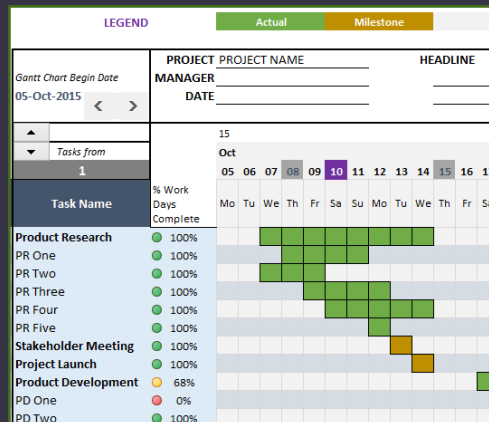 LEGEND Actual Milestone
PROJECT PROJECT NAME HEADLINE
Gantt Chart Begin Date MANAGER
05-Oct-2015 < > DATE
15
Tasks from Oct
1 05 06 07 08 09 10 11 12 13 14 15 16
% Work
Task Name Days Mo Tu We Th Fr Sa Su Mo Tu We Th Fr
Complete
Product Research 100%
PR One 100%
PR Two 100%
PR Three 100%
PR Four 100%
PR Five 100%
Stakeholder Meeting 100%
Project Launch 100%
Product Development 68%
PD One 0%
PD Two 100%